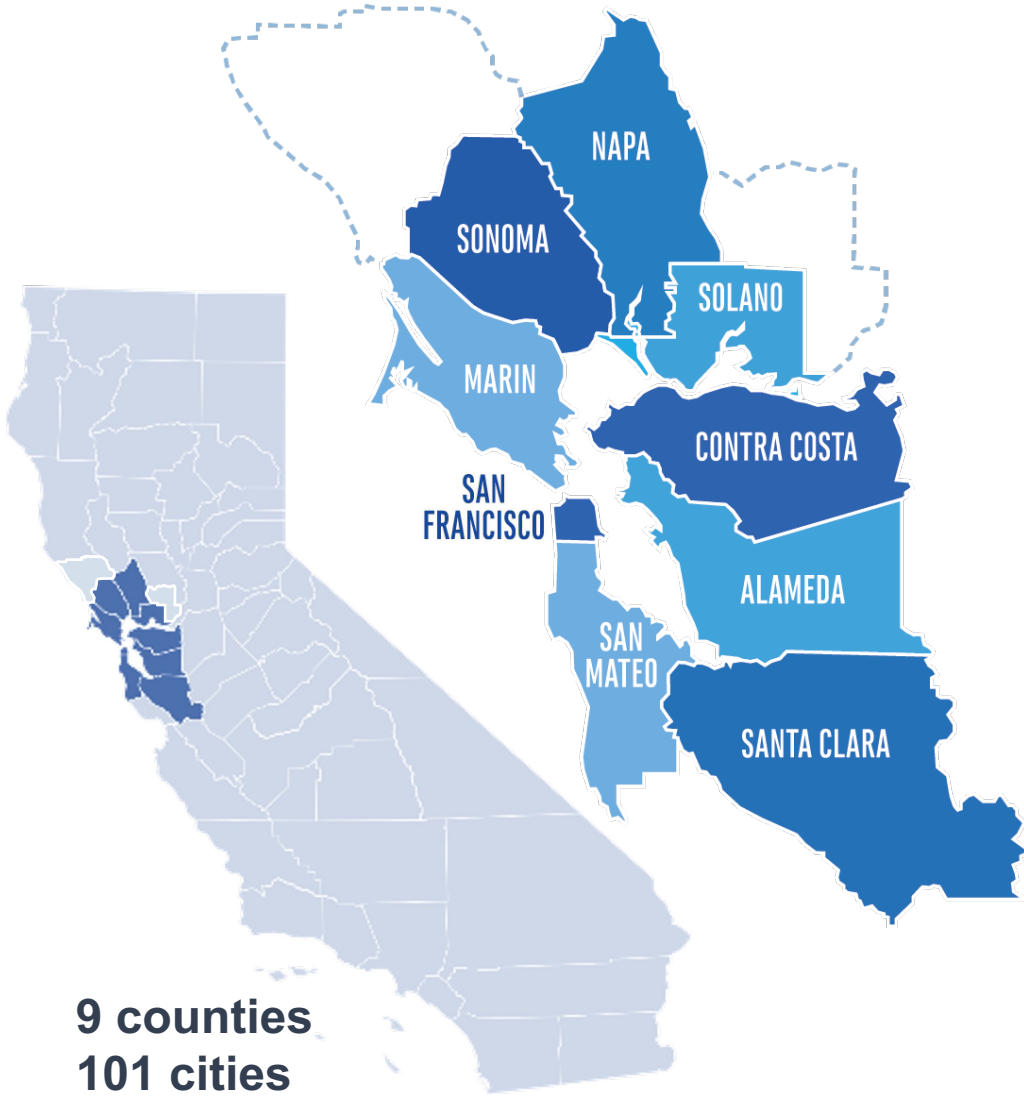 NAPA
SONOMA
SOLANO
MARIN
CONTRA COSTA
SAN
FRANCISCO
ALAMEDA
SAN
MATEO
SANTA CLARA
9 counties
101 cities